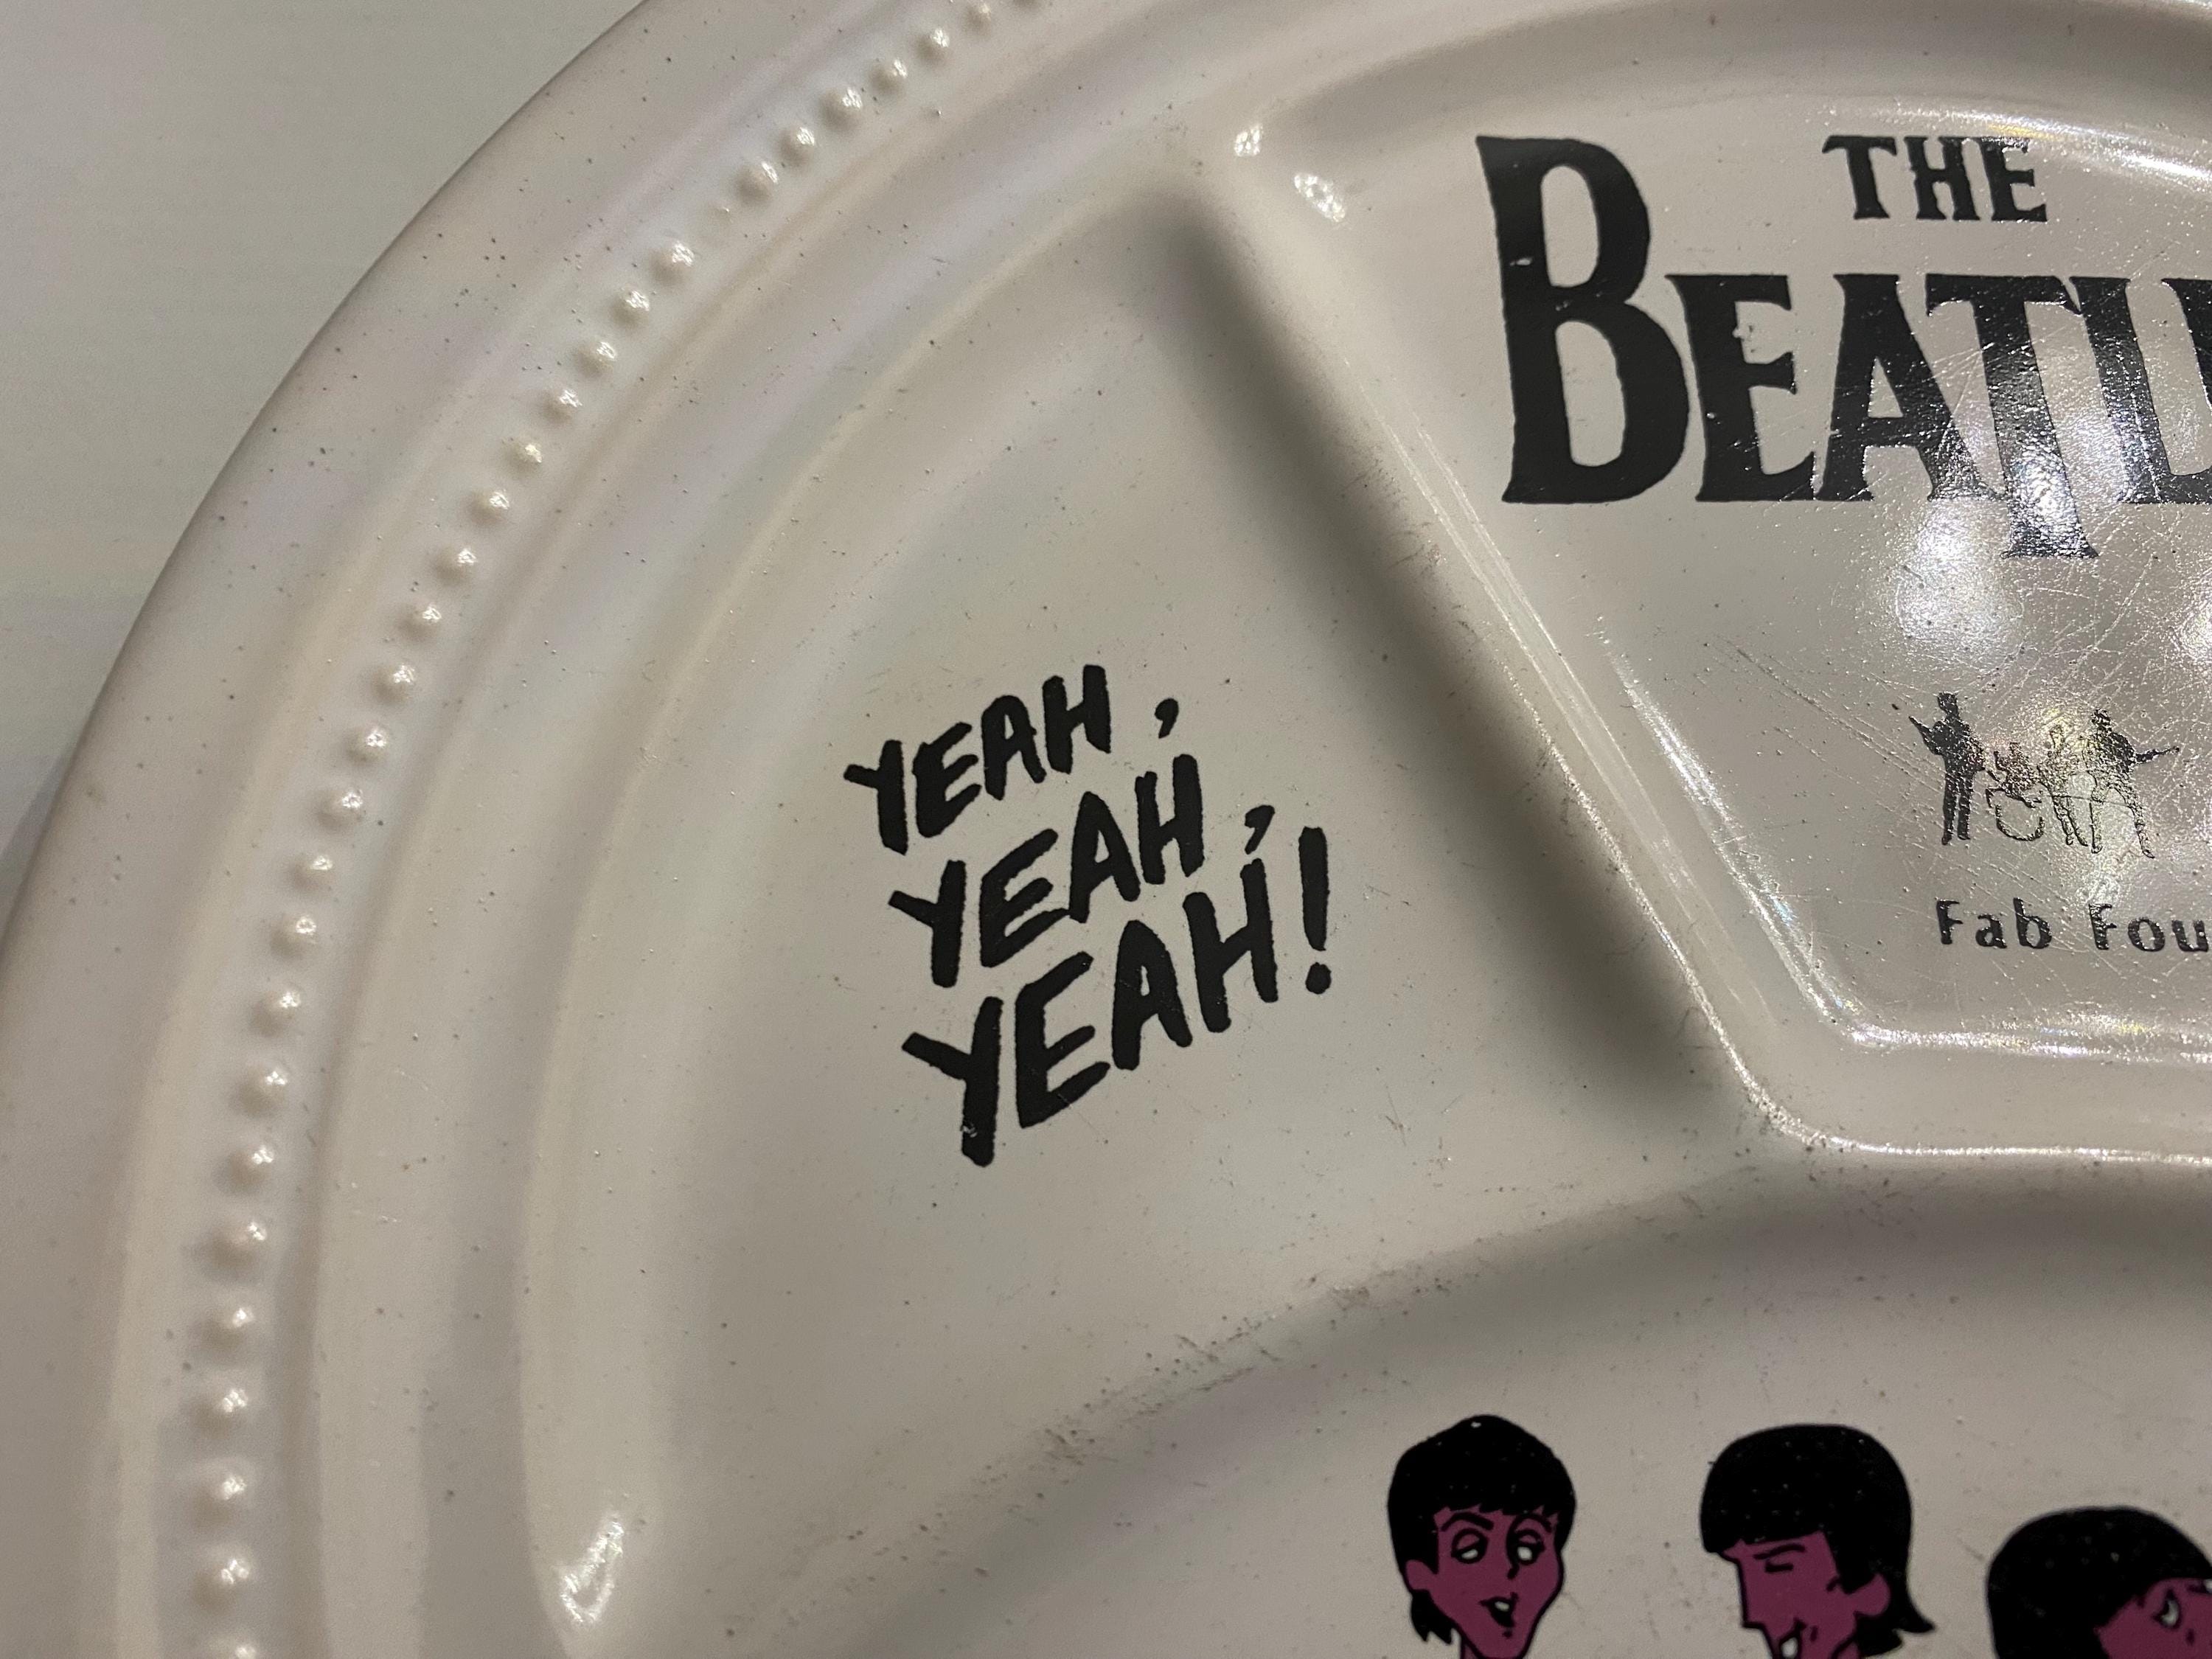 THE
BEATL
Fab Fou
YEAH,
YEAH,
YEAH!